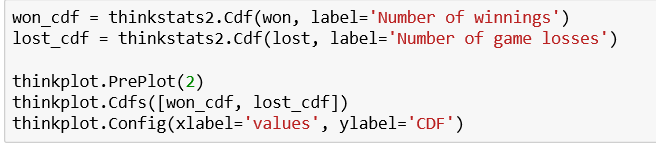 won_cdf = thinkstats2.Cdf(won, label='Number of winnings')
lost_cdf = thinkstats2.Cdf(lost, label='Number of game losses')
thinkplot.PrePlot(2)
thinkplot.Cdfs([won_cdf, lost_cdf])
thinkplot.Config(xlabel='values', ylabel='CDF')